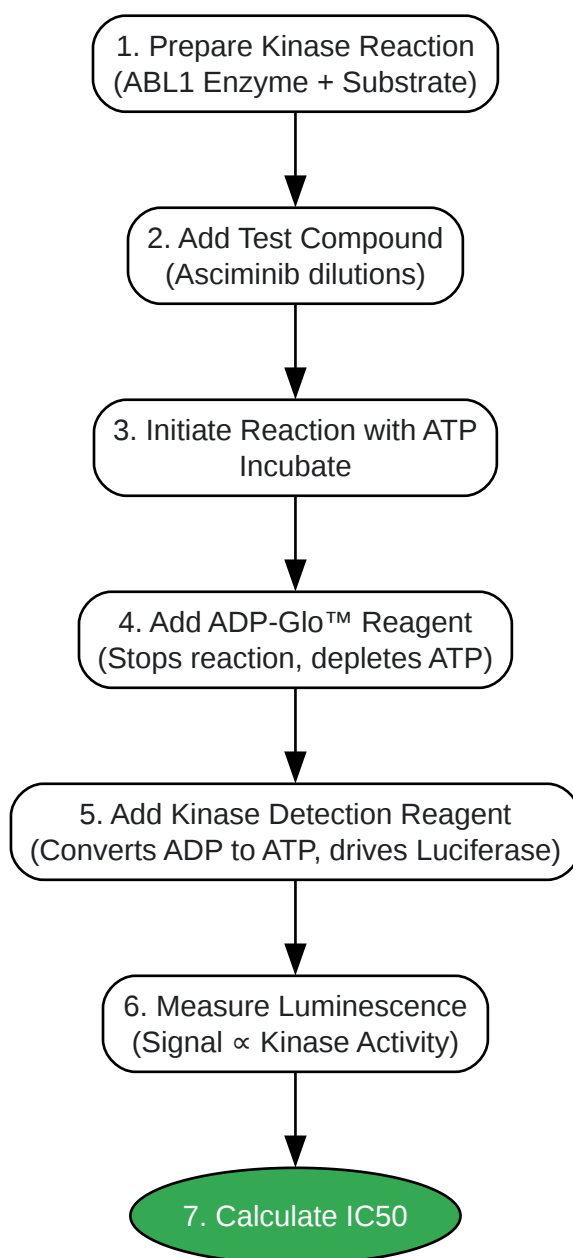 1. Prepare Kinase Reaction
(ABL1 Enzyme + Substrate)
2. Add Test Compound
(Asciminib dilutions)
3. Initiate Reaction with ATP
Incubate
4. Add ADP-Glo™ Reagent
(Stops reaction, depletes ATP)
5. Add Kinase Detection Reagent
(Converts ADP to ATP, drives Luciferase)
6. Measure Luminescence
(Signal ∝ Kinase Activity)
7. Calculate IC50